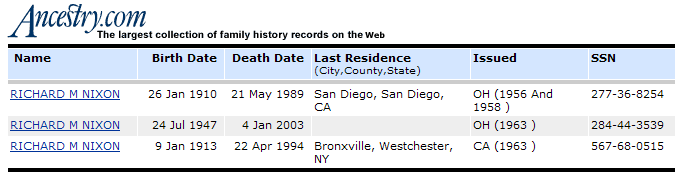 Ancestry.com
The largest collection of family history records on the Web
Name Birth Date Death Date Last Residence Issued SSN
(City,County,State)
RICHARD M NIXON 26 Jan 1910 21 May 1989 San Diego, San Diego, OH (1956 And 277-36-8254
CA 1958 )
RICHARD M NIXON 24 Jul 1947 4 Jan 2003 OH (1963 ) 284-44-3539
RICHARD M NIXON 9 Jan 1913 22 Apr 1994 Bronxville, Westchester, CA (1963 ) 567-68-0515
NY